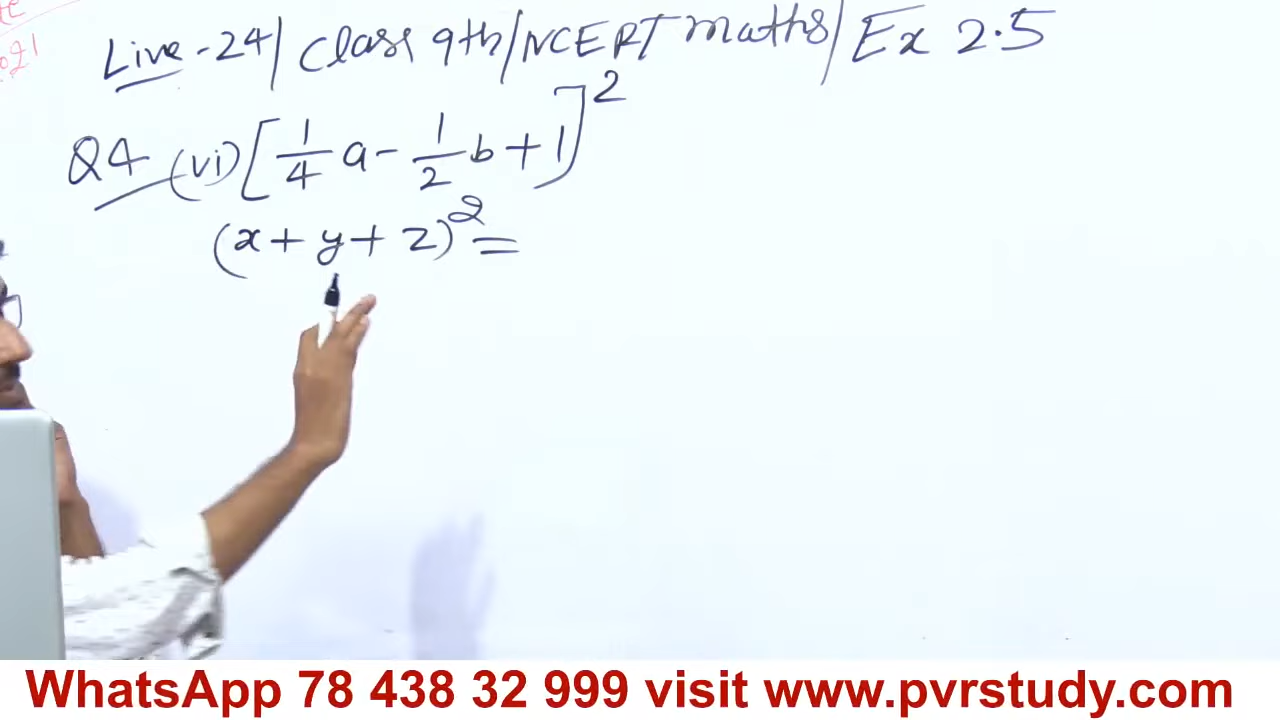 Live-24/ Class 9th/NCERT maths/ Ex 2.5
Q4 (vi) [1/4 a - 1/2 b + 1]²
(x + y + z)² =
WhatsApp 78 438 32 999 visit www.pvrstudy.com